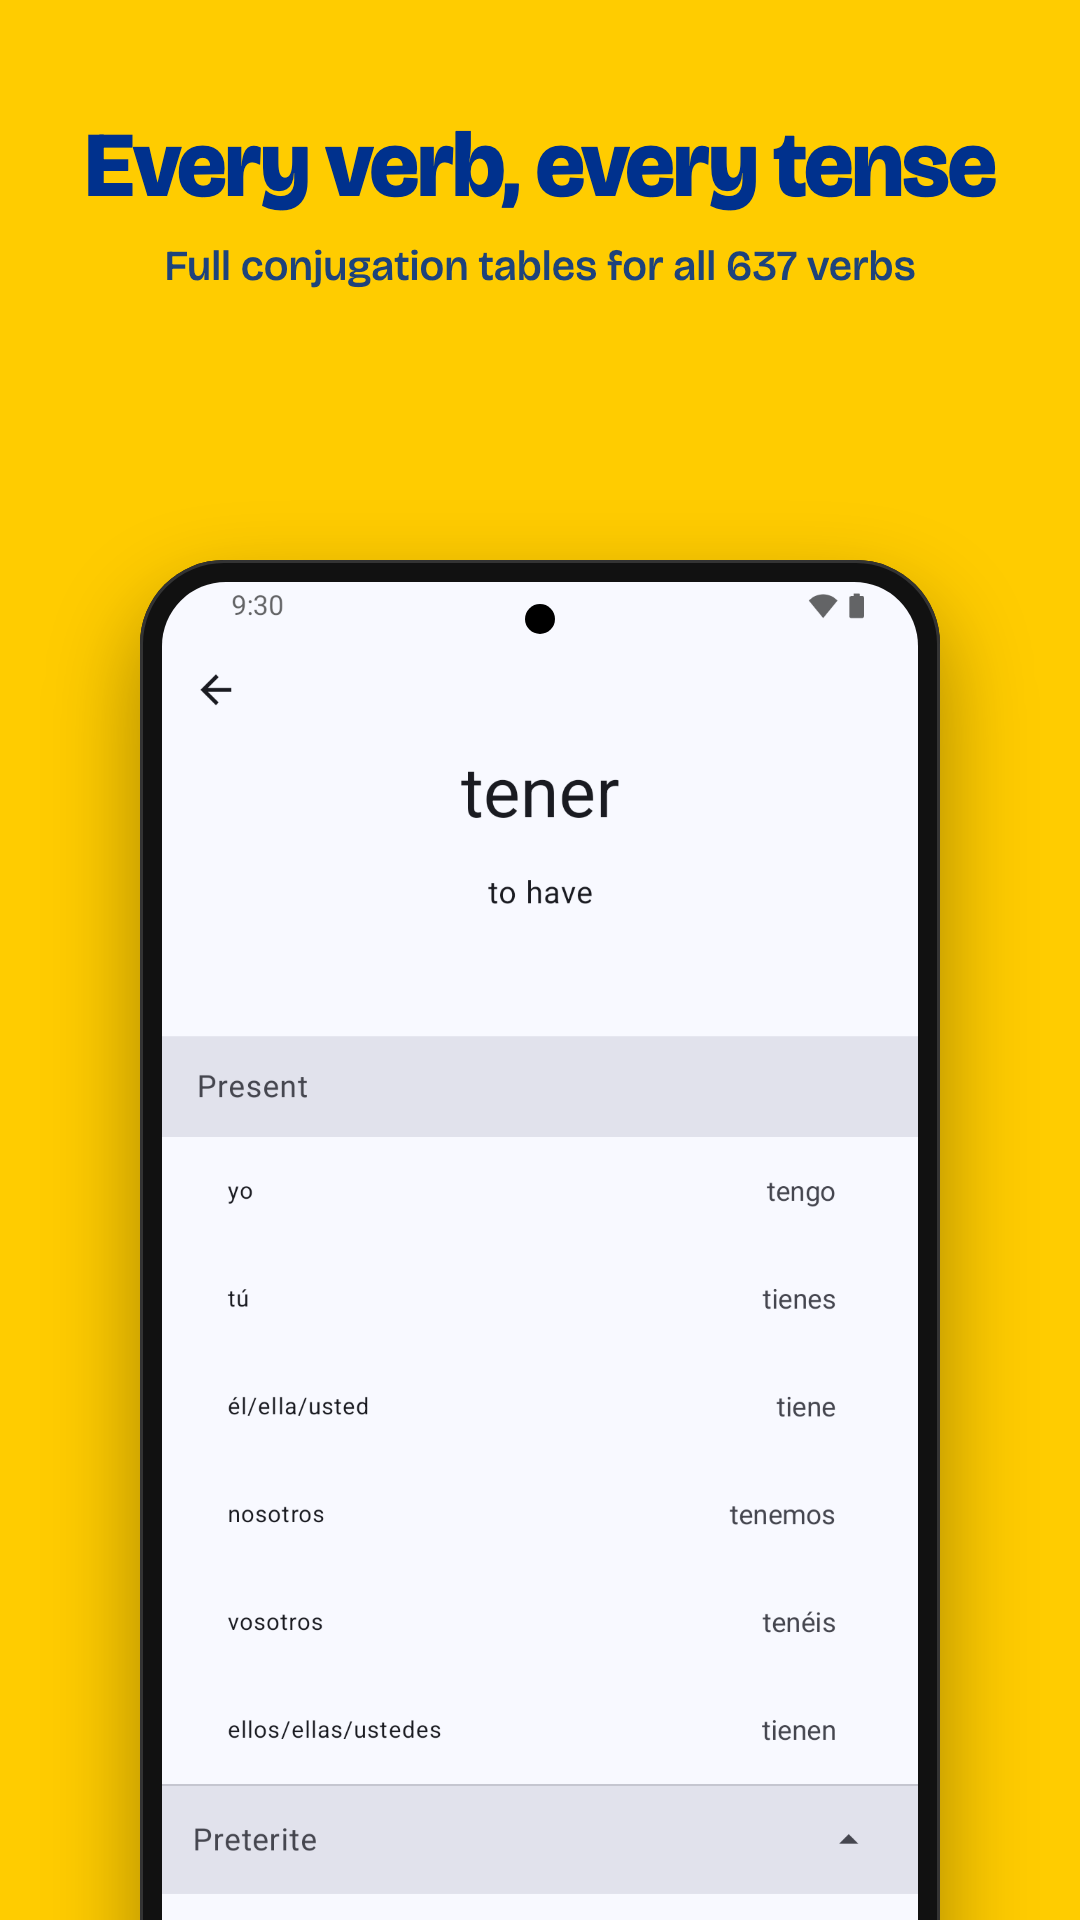 Every verb, every tense
Full conjugation tables for all 637 verbs
9:30
tener
to have
Present
yo tengo
tú tienes
él/ella/usted tiene
nosotros tenemos
vosotros tenéis
ellos/ellas/ustedes tienen
Preterite